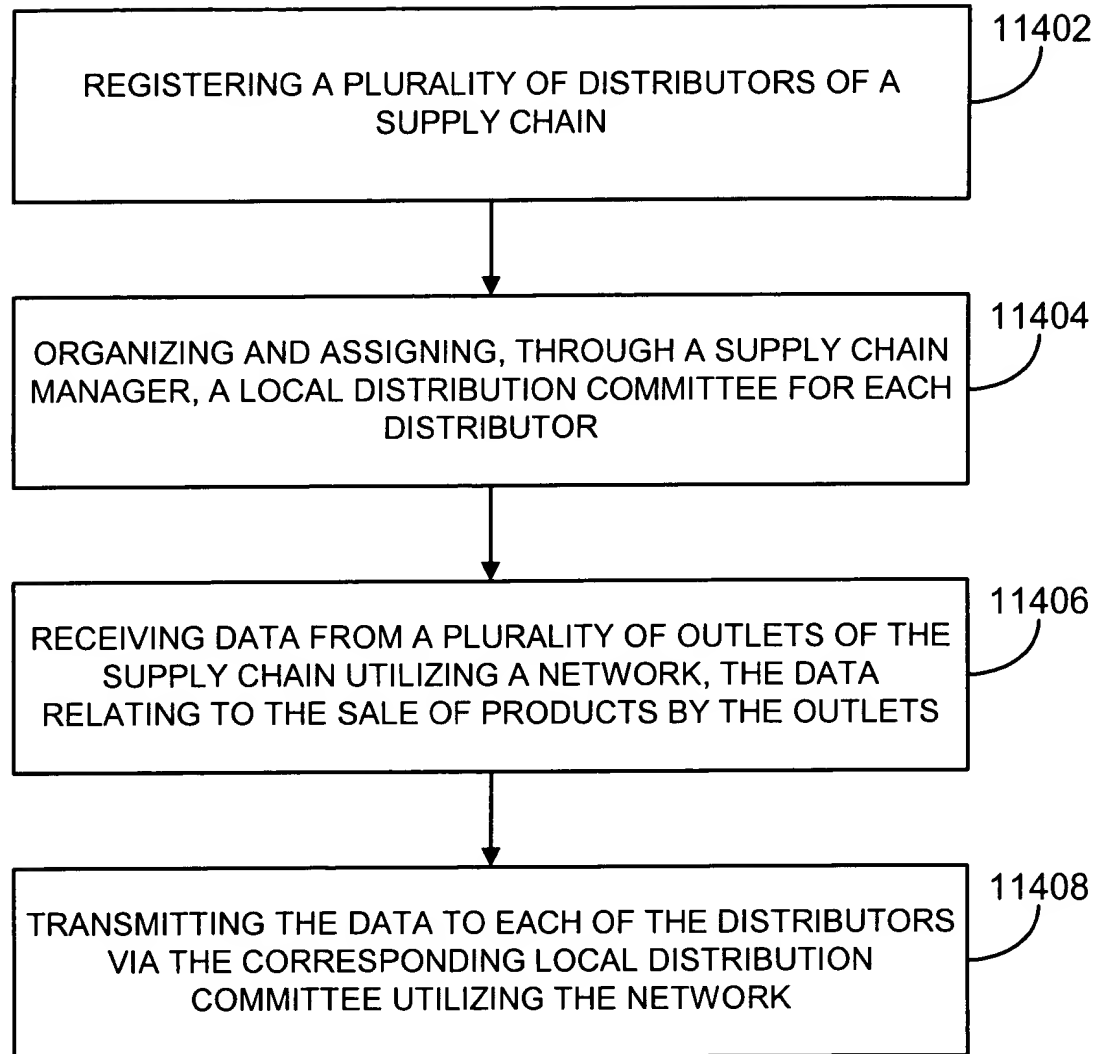 11402
REGISTERING A PLURALITY OF DISTRIBUTORS OF A
SUPPLY CHAIN
11404
ORGANIZING AND ASSIGNING, THROUGH A SUPPLY CHAIN
MANAGER, A LOCAL DISTRIBUTION COMMITTEE FOR EACH
DISTRIBUTOR
11406
RECEIVING DATA FROM A PLURALITY OF OUTLETS OF THE
SUPPLY CHAIN UTILIZING A NETWORK, THE DATA
RELATING TO THE SALE OF PRODUCTS BY THE OUTLETS
11408
TRANSMITTING THE DATA TO EACH OF THE DISTRIBUTORS
VIA THE CORRESPONDING LOCAL DISTRIBUTION
COMMITTEE UTILIZING THE NETWORK